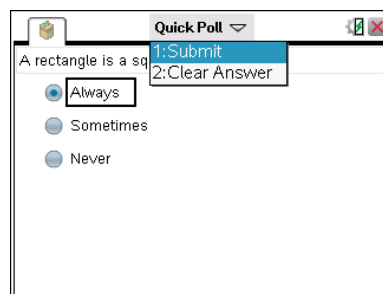 Quick Poll
1:Submit
2:Clear Answer
A rectangle is a sq
Always
Sometimes
Never